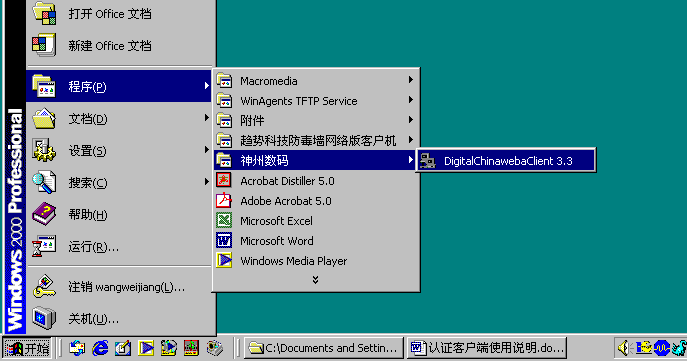 打开 Office 文档
新建 Office 文档
程序(P)
文档(D)
设置(S)
搜索(C)
帮助(H)
运行(R)...
注销 wangweijiang(L)...
关机(U)...
Windows 2000 Professional
Macromedia
WinAgents TFTP Service
附件
趋势科技防毒墙网络版客户机
神州数码
Acrobat Distiller 5.0
Adobe Acrobat 5.0
Microsoft Excel
Microsoft Word
Windows Media Player
DigitalChinawebaClient 3.3
开始
C:\Documents and Settin...
认证客户端使用说明.do...